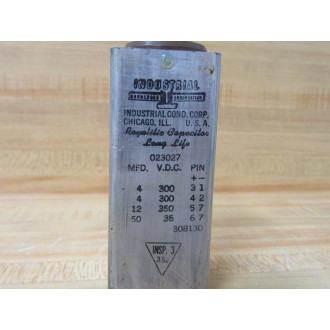 INDUSTRIAL
INDUSTRIAL COND. CORP.
CHICAGO, ILL. U. S. A.
Royalitic Capacitor
Long Life
023027
MFD. V.D.C. PIN
+ −
4 300 3 1
4 300 4 2
12 350 5 7
50 35 6 7
308130
INSP. 3